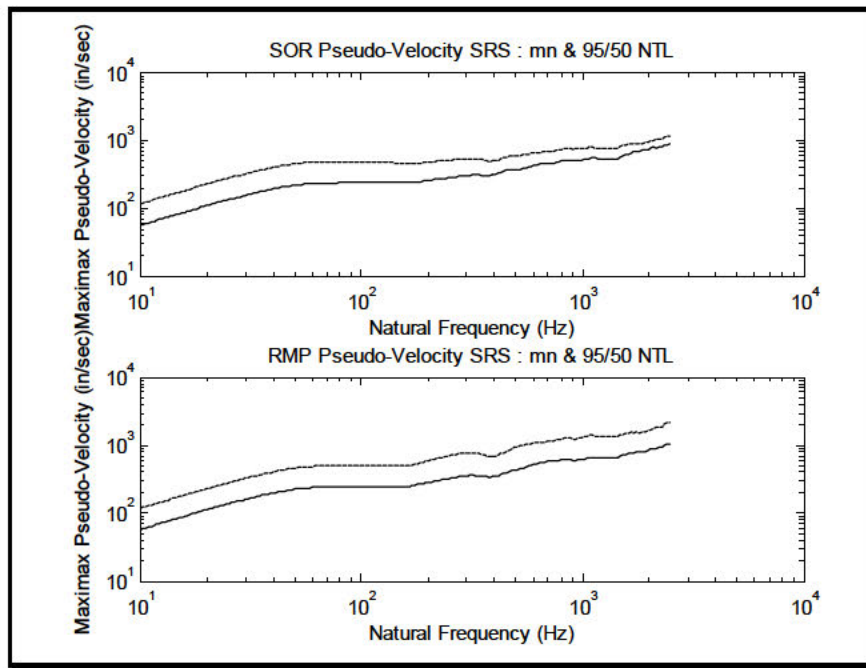 SOR Pseudo-Velocity SRS : mn & 95/50 NTL
Maximax Pseudo-Velocity (in/sec)
10^4
10^3
10^2
10^1
10^1 10^2 10^3 10^4
Natural Frequency (Hz)
RMP Pseudo-Velocity SRS : mn & 95/50 NTL
Maximax Pseudo-Velocity (in/sec)
10^4
10^3
10^2
10^1
10^1 10^2 10^3 10^4
Natural Frequency (Hz)